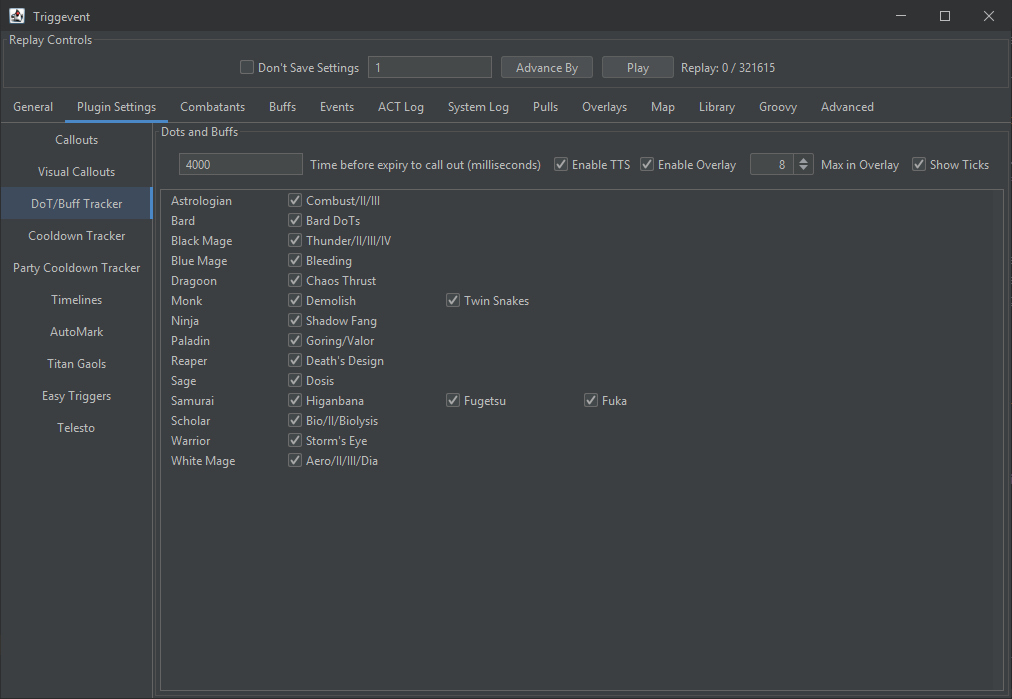 Triggevent
Replay Controls
Don't Save Settings 1 Advance By Play Replay: 0 / 321615
General Plugin Settings Combatants Buffs Events ACT Log System Log Pulls Overlays Map Library Groovy Advanced
Callouts
Visual Callouts
DoT/Buff Tracker
Cooldown Tracker
Party Cooldown Tracker
Timelines
AutoMark
Titan Gaols
Easy Triggers
Telesto
Dots and Buffs
4000 Time before expiry to call out (milliseconds) Enable TTS Enable Overlay 8 Max in Overlay Show Ticks
Astrologian Combust/II/III
Bard Bard DoTs
Black Mage Thunder/II/III/IV
Blue Mage Bleeding
Dragoon Chaos Thrust
Monk Demolish Twin Snakes
Ninja Shadow Fang
Paladin Goring/Valor
Reaper Death's Design
Sage Dosis
Samurai Higanbana Fugetsu Fuka
Scholar Bio/II/Biolysis
Warrior Storm's Eye
White Mage Aero/II/III/Dia